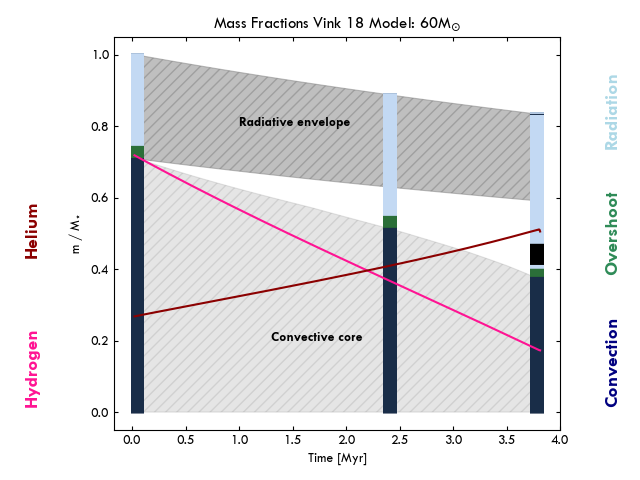 Mass Fractions Vink 18 Model: 60M☉
Radiation
Overshoot
Convection
Helium
Hydrogen
m / M⋆
1.0
0.8
0.6
0.4
0.2
0.0
Radiative envelope
Convective core
0.0 0.5 1.0 1.5 2.0 2.5 3.0 3.5 4.0
Time [Myr]